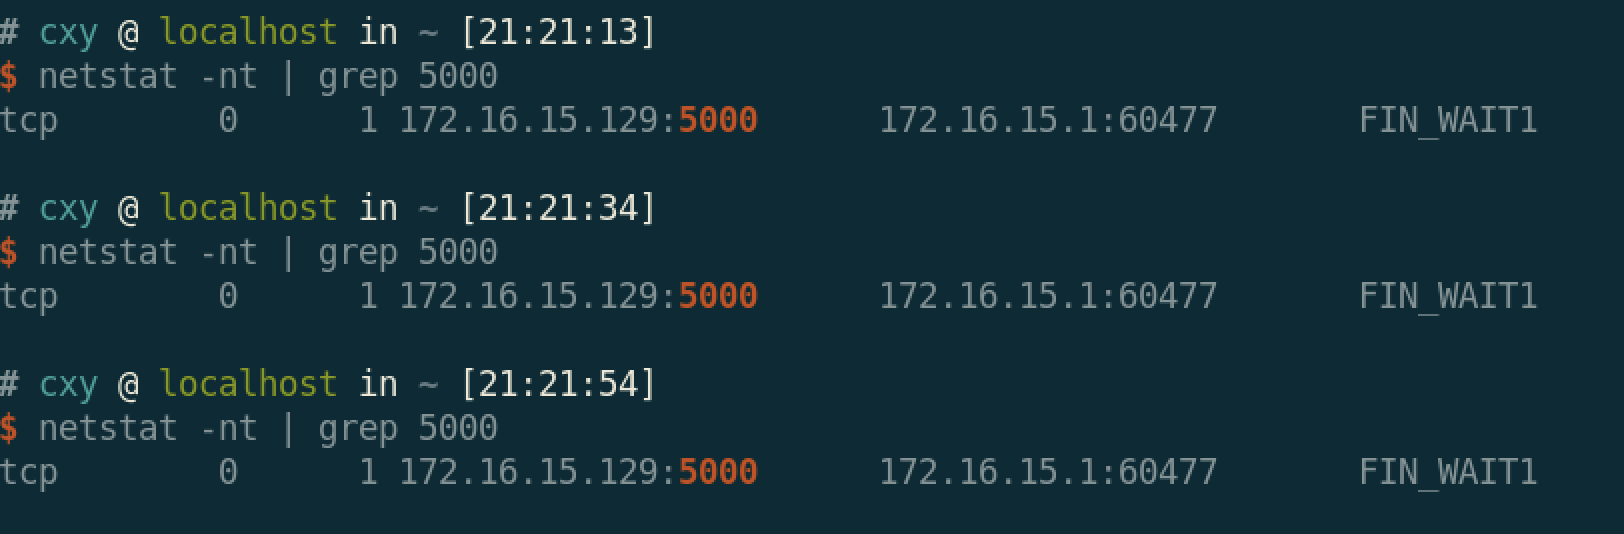 # cxy @ localhost in ~ [21:21:13]
$ netstat -nt | grep 5000
tcp        0      1 172.16.15.129:5000      172.16.15.1:60477       FIN_WAIT1
# cxy @ localhost in ~ [21:21:34]
$ netstat -nt | grep 5000
tcp        0      1 172.16.15.129:5000      172.16.15.1:60477       FIN_WAIT1
# cxy @ localhost in ~ [21:21:54]
$ netstat -nt | grep 5000
tcp        0      1 172.16.15.129:5000      172.16.15.1:60477       FIN_WAIT1